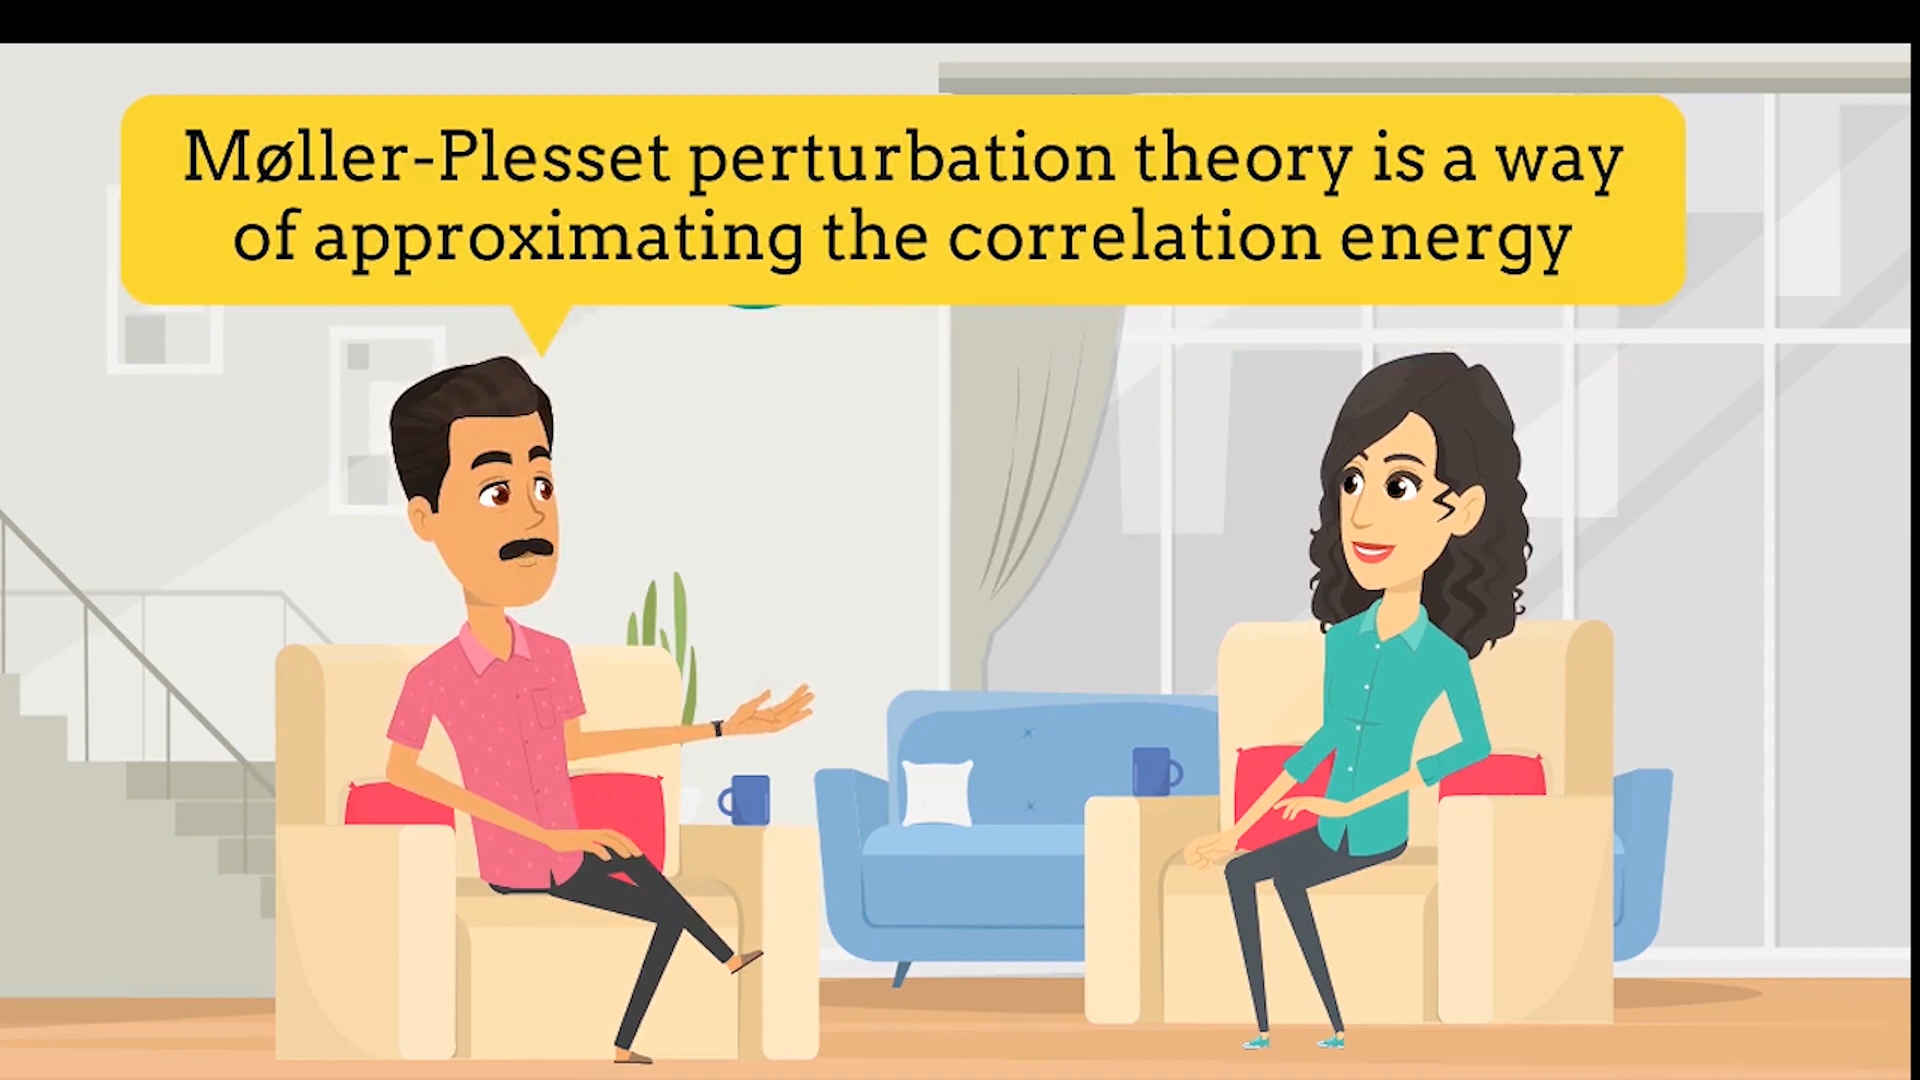 Møller-Plesset perturbation theory is a way
of approximating the correlation energy